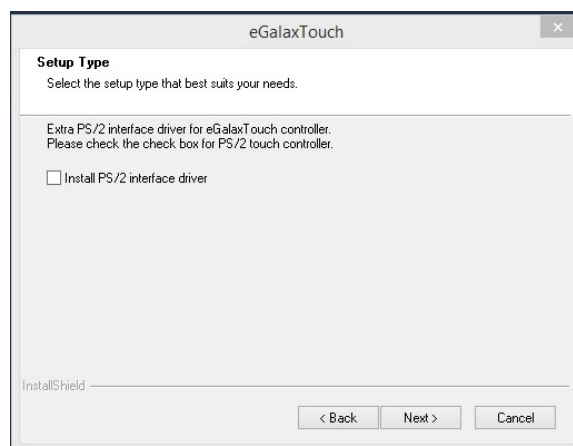 eGalaxTouch
Setup Type
Select the setup type that best suits your needs.
Extra PS/2 interface driver for eGalaxTouch controller.
Please check the check box for PS/2 touch controller.
Install PS/2 interface driver
InstallShield
< Back
Next >
Cancel